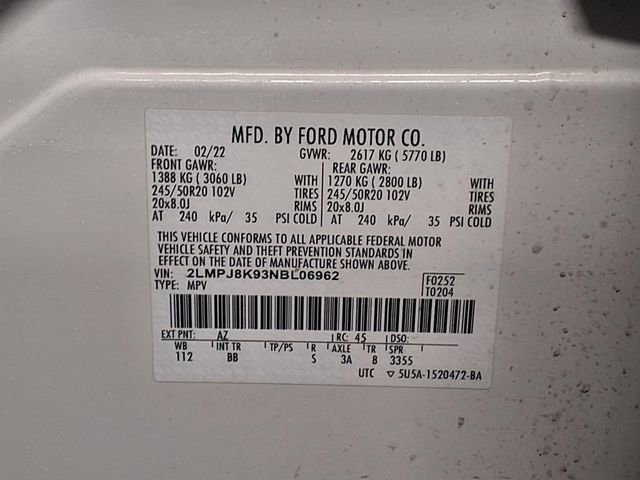 MFD. BY FORD MOTOR CO.
DATE: 02/22 GVWR: 2617 KG ( 5770 LB)
FRONT GAWR: REAR GAWR:
1388 KG ( 3060 LB) WITH 1270 KG ( 2800 LB) WITH
245/50R20 102V TIRES 245/50R20 102V TIRES
20x8.0J RIMS 20x8.0J RIMS
AT 240 kPa/ 35 PSI COLD AT 240 kPa/ 35 PSI COLD
THIS VEHICLE CONFORMS TO ALL APPLICABLE FEDERAL MOTOR
VEHICLE SAFETY AND THEFT PREVENTION STANDARDS IN
EFFECT ON THE DATE OF MANUFACTURE SHOWN ABOVE.
VIN: 2LMPJ8K93NBL06962 F0252
TYPE: MPV T0204
EXT PNT: AZ RC: 45 DSO:
WB INT TR TP/PS R AXLE TR SPR
112 BB S 3A 8 3355
UTC ▽ 5U5A-1520472-BA